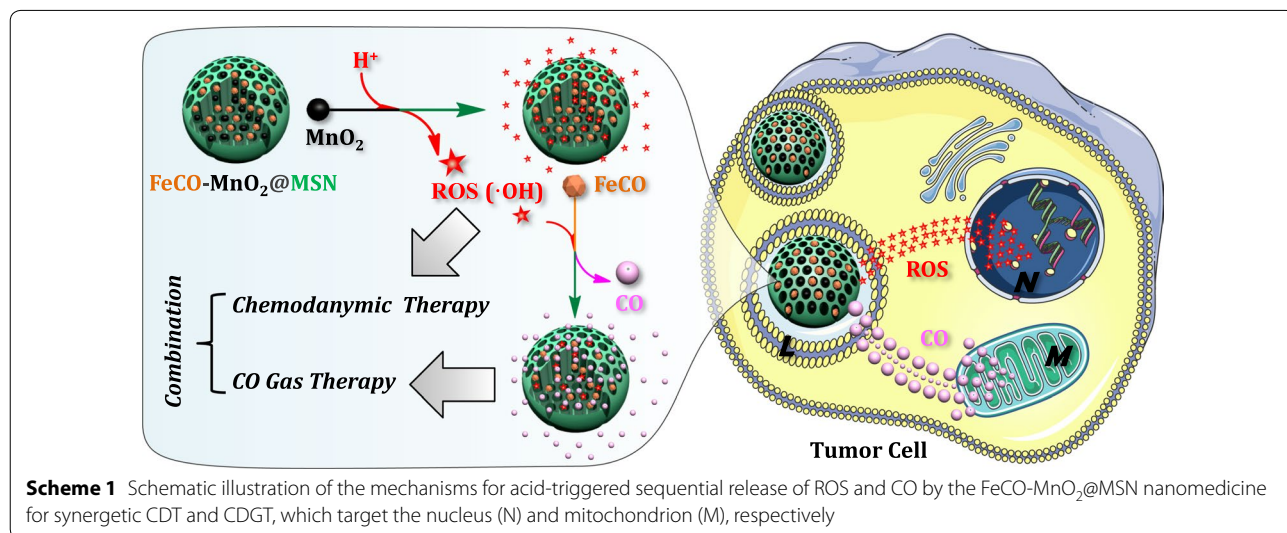 H⁺
MnO₂
FeCO-MnO₂@MSN
ROS (·OH)
FeCO
CO
Combination
Chemodanymic Therapy
CO Gas Therapy
ROS
N
L
CO
M
Tumor Cell
Scheme 1 Schematic illustration of the mechanisms for acid-triggered sequential release of ROS and CO by the FeCO-MnO₂@MSN nanomedicine
for synergetic CDT and CDGT, which target the nucleus (N) and mitochondrion (M), respectively